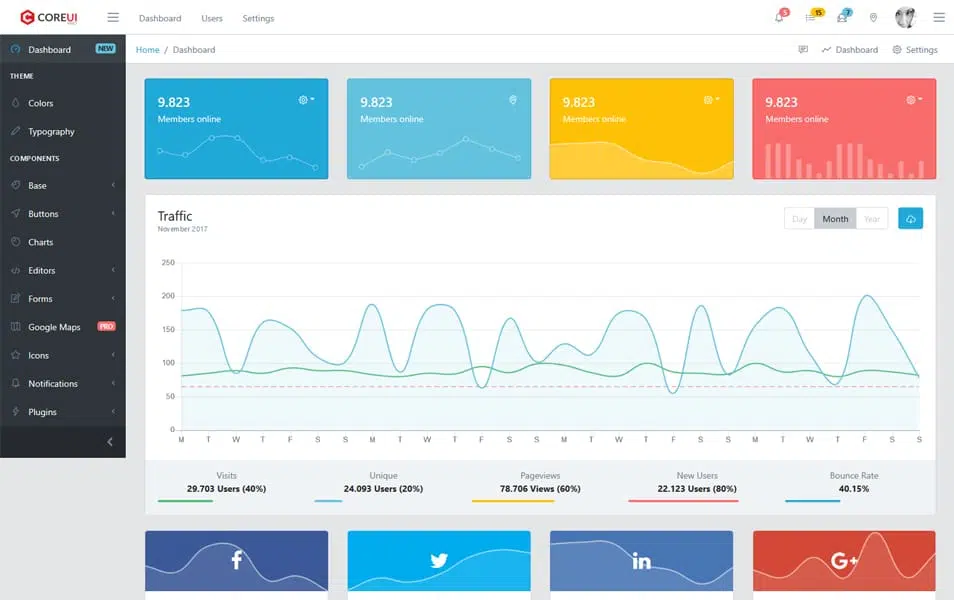 COREUI
Dashboard Users Settings
5 15 7
Dashboard NEW
Home / Dashboard
Dashboard Settings
THEME
Colors
Typography
COMPONENTS
Base
Buttons
Charts
Editors
Forms
Google Maps PRO
Icons
Notifications
Plugins
9.823
Members online
9.823
Members online
9.823
Members online
9.823
Members online
Traffic
November 2017
Day Month Year
250
200
150
100
50
0
M T W T F S S M T W T F S S M T W T F S S M T W T F S S
Visits
29.703 Users (40%)
Unique
24.093 Users (20%)
Pageviews
78.706 Views (60%)
New Users
22.123 Users (80%)
Bounce Rate
40.15%
f
in
G+